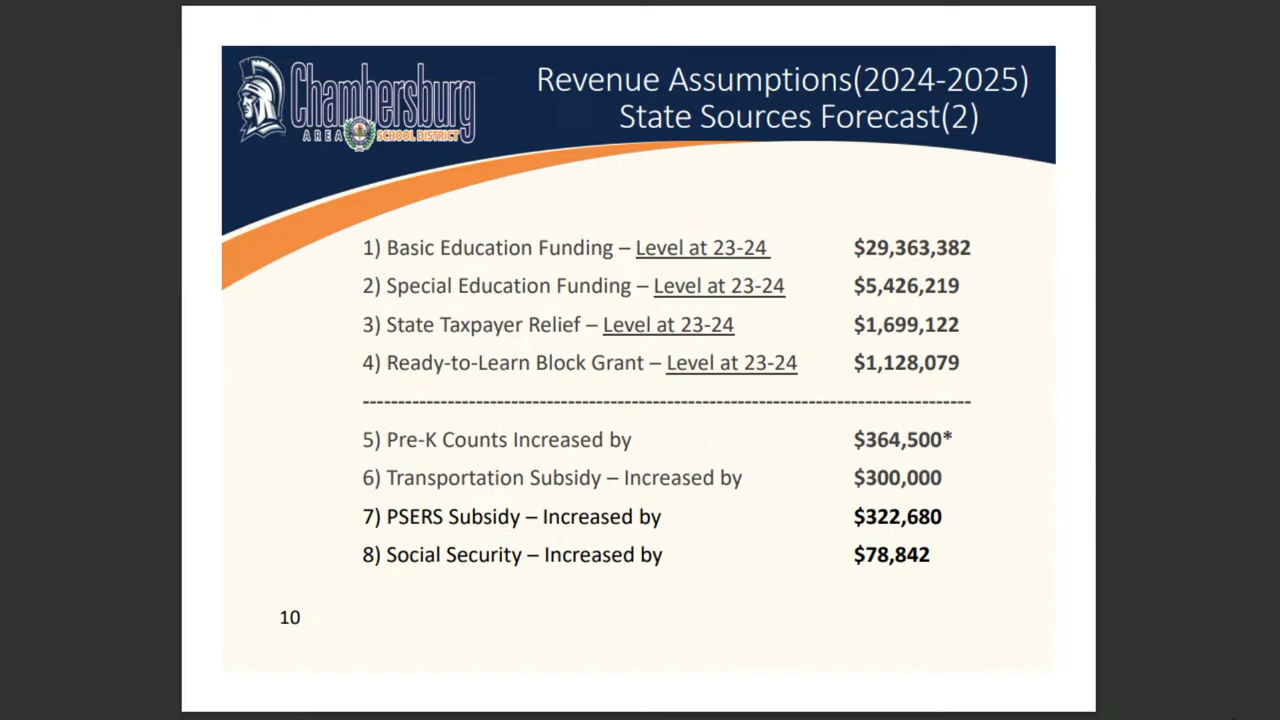 Chambersburg
AREA SCHOOL DISTRICT
Revenue Assumptions(2024-2025)
State Sources Forecast(2)
1) Basic Education Funding – Level at 23-24 $29,363,382
2) Special Education Funding – Level at 23-24 $5,426,219
3) State Taxpayer Relief – Level at 23-24 $1,699,122
4) Ready-to-Learn Block Grant – Level at 23-24 $1,128,079
---------------------------------------------------------------------------------------
5) Pre-K Counts Increased by $364,500*
6) Transportation Subsidy – Increased by $300,000
7) PSERS Subsidy – Increased by $322,680
8) Social Security – Increased by $78,842
10